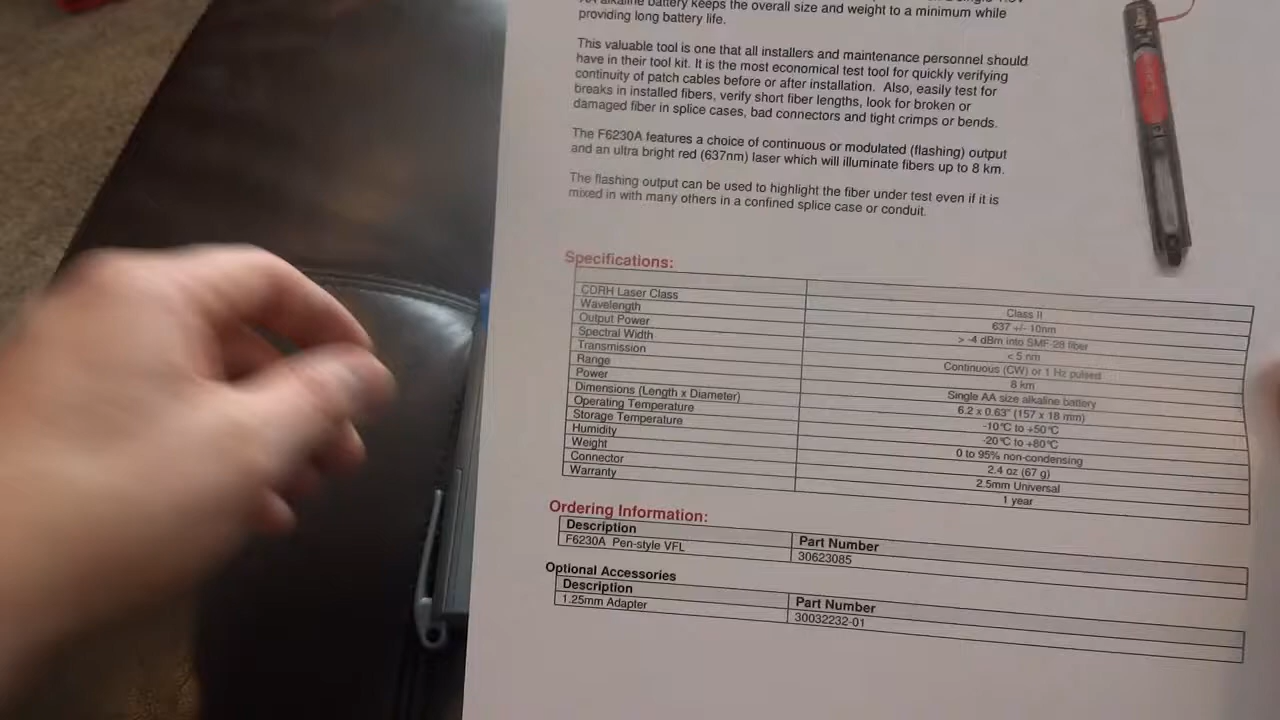 AA alkaline battery keeps the overall size and weight to a minimum while
providing long battery life.
This valuable tool is one that all installers and maintenance personnel should
have in their tool kit. It is the most economical test tool for quickly verifying
continuity of patch cables before or after installation. Also, easily test for
breaks in installed fibers, verify short fiber lengths, look for broken or
damaged fiber in splice cases, bad connectors and tight crimps or bends.
The F6230A features a choice of continuous or modulated (flashing) output
and an ultra bright red (637nm) laser which will illuminate fibers up to 8 km.
The flashing output can be used to highlight the fiber under test even if it is
mixed in with many others in a confined splice case or conduit.
Specifications:
CDRH Laser Class Class II
Wavelength 637 +/- 10nm
Output Power > -4 dBm into SMF-28 fiber
Spectral Width < 5 nm
Transmission Continuous (CW) or 1 Hz pulsed
Range 8 km
Power Single AA size alkaline battery
Dimensions (Length x Diameter) 6.2 x 0.63" (157 x 18 mm)
Operating Temperature -10°C to +50°C
Storage Temperature -20°C to +80°C
Humidity 0 to 95% non-condensing
Weight 2.4 oz (67 g)
Connector 2.5mm Universal
Warranty 1 year
Ordering Information:
Description Part Number
F6230A Pen-style VFL 30623085
Optional Accessories
Description Part Number
1.25mm Adapter 30032232-01